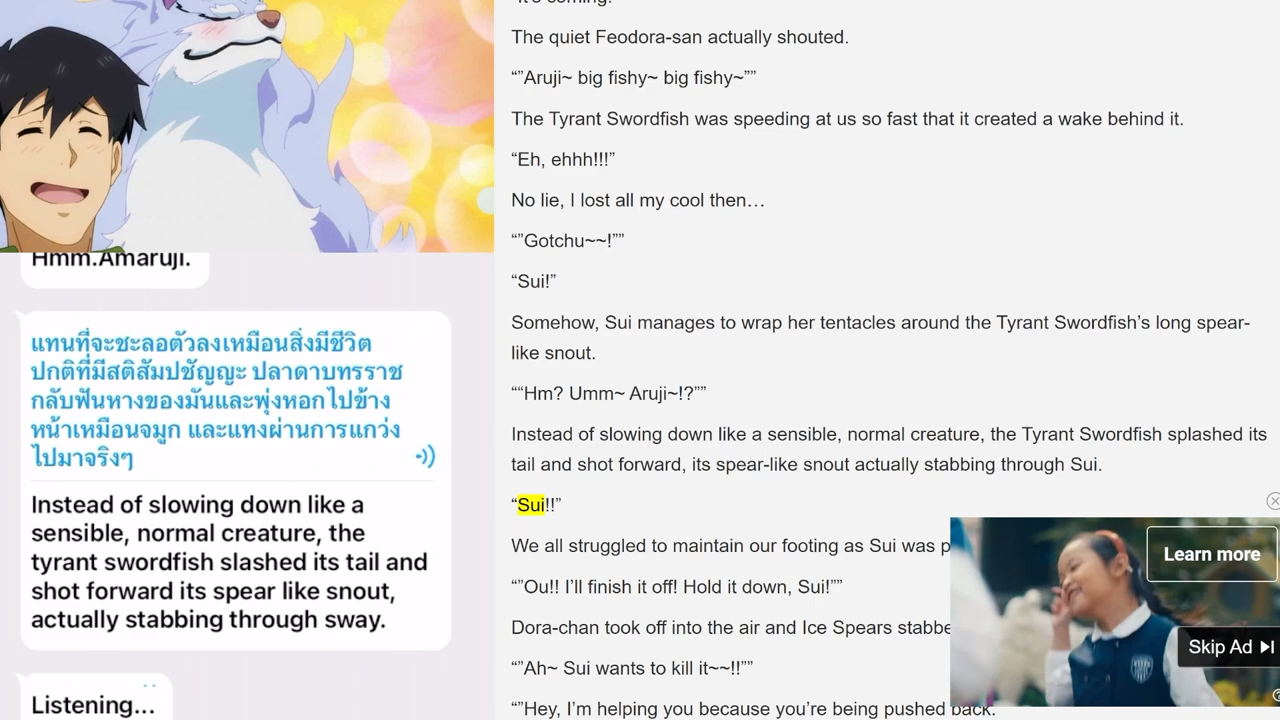 Hmm.Amaruji.
แทนที่จะชะลอตัวลงเหมือนสิ่งมีชีวิต
ปกติที่มีสติสัมปชัญญะ ปลาดาบทรราช
กลับฟันหางของมันและพุ่งหอกไปข้าง
หน้าเหมือนจมูก และแทงผ่านการแกว่ง
ไปมาจริงๆ
Instead of slowing down like a
sensible, normal creature, the
tyrant swordfish slashed its tail and
shot forward its spear like snout,
actually stabbing through sway.
Listening...
“It’s coming!
The quiet Feodora-san actually shouted.
“”Aruji~ big fishy~ big fishy~””
The Tyrant Swordfish was speeding at us so fast that it created a wake behind it.
“Eh, ehhh!!!”
No lie, I lost all my cool then…
“”Gotchu~~!””
“Sui!”
Somehow, Sui manages to wrap her tentacles around the Tyrant Swordfish’s long spear-
like snout.
““Hm? Umm~ Aruji~!?””
Instead of slowing down like a sensible, normal creature, the Tyrant Swordfish splashed its
tail and shot forward, its spear-like snout actually stabbing through Sui.
“Sui!!”
We all struggled to maintain our footing as Sui was
“”Ou!! I’ll finish it off! Hold it down, Sui!””
Dora-chan took off into the air and Ice Spears
“”Ah~ Sui wants to kill it~~!!””
“”Hey, I’m helping you because you’re being pushed back.
Learn more
Skip Ad